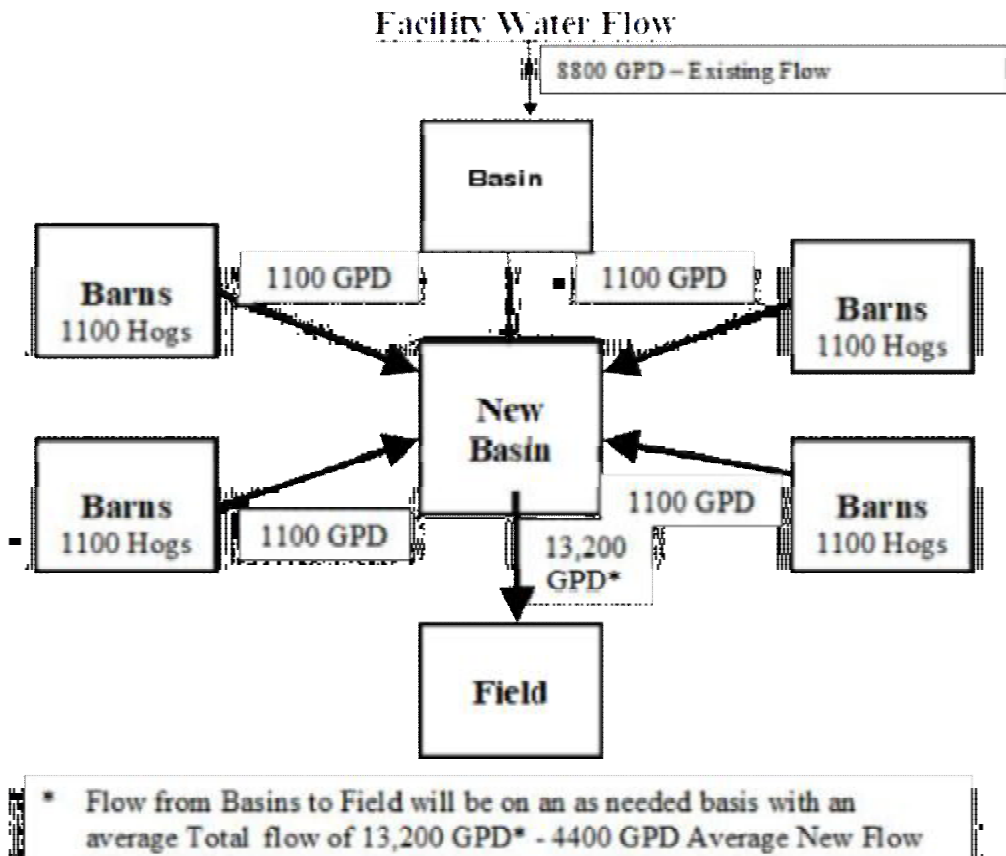 Facility Water Flow
8800 GPD – Existing Flow
Basin
1100 GPD
1100 GPD
Barns
1100 Hogs
Barns
1100 Hogs
New
Basin
Barns
1100 Hogs
1100 GPD
1100 GPD
Barns
1100 Hogs
13,200
GPD*
Field
* Flow from Basins to Field will be on an as needed basis with an
average Total flow of 13,200 GPD* - 4400 GPD Average New Flow